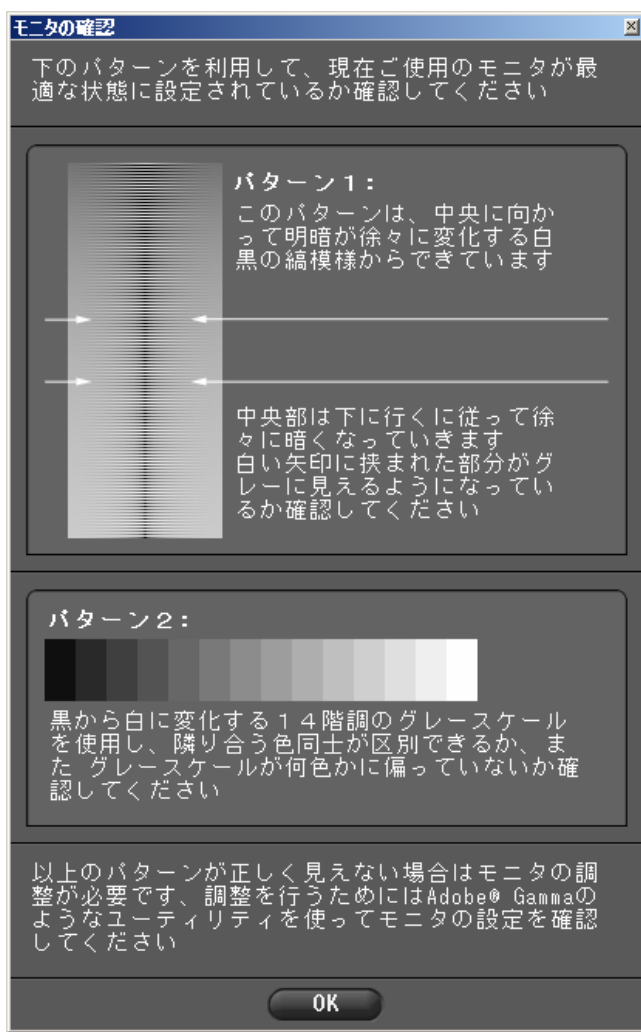 モニタの確認
下のパターンを利用して、現在ご使用のモニタが最
適な状態に設定されているか確認してください
パターン1:
このパターンは、中央に向か
って明暗が徐々に変化する白
黒の縞模様からできています
中央部は下に行くに従って徐
々に暗くなっていきます
白い矢印に挟まれた部分がグ
レーに見えるようになってい
るか確認してください
パターン2:
黒から白に変化する14階調のグレースケール
を使用し、隣り合う色同士が区別できるか、ま
た グレースケールが何色かに偏っていないか確
認してください
以上のパターンが正しく見えない場合はモニタの調
整が必要です、調整を行うためにはAdobe® Gammaの
ようなユーティリティを使ってモニタの設定を確認
してください
OK